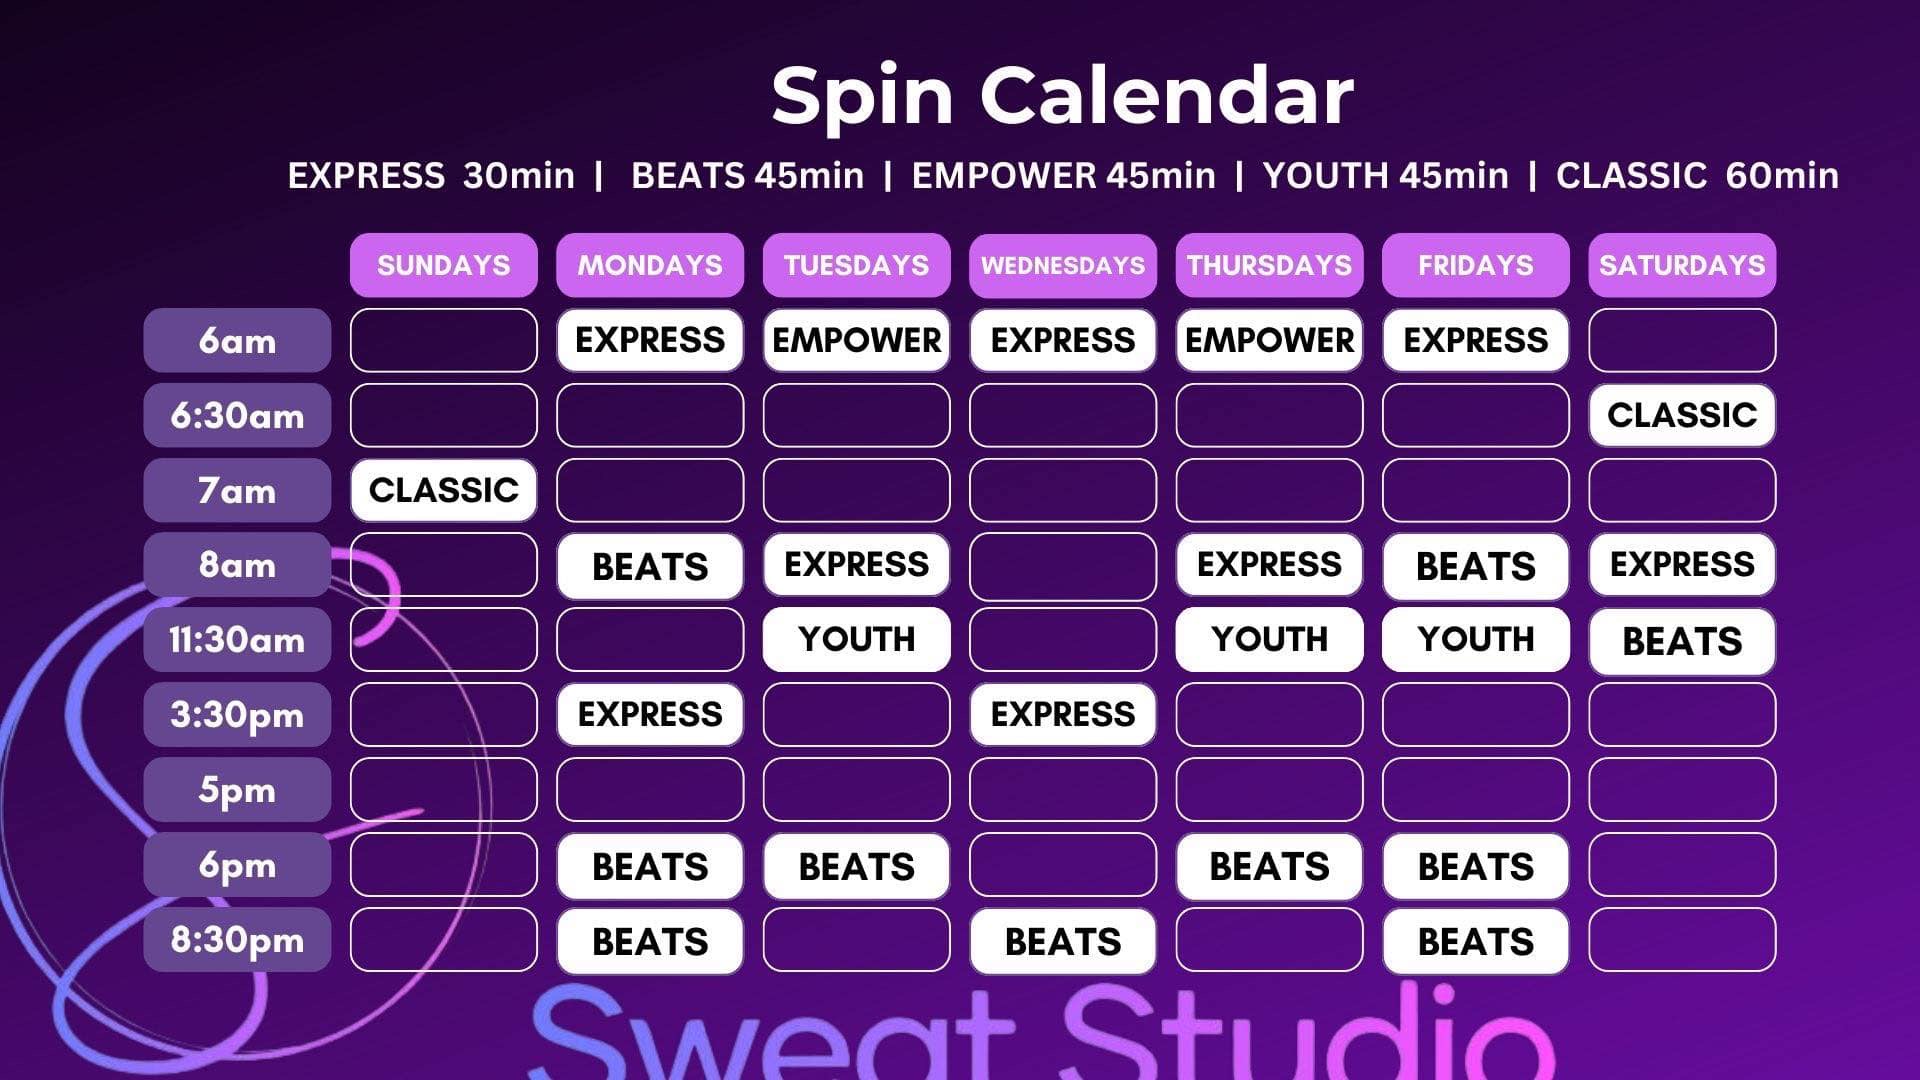 Spin Calendar
EXPRESS 30min | BEATS 45min | EMPOWER 45min | YOUTH 45min | CLASSIC 60min
SUNDAYS MONDAYS TUESDAYS WEDNESDAYS THURSDAYS FRIDAYS SATURDAYS
6am EXPRESS EMPOWER EXPRESS EMPOWER EXPRESS
6:30am CLASSIC
7am CLASSIC
8am BEATS EXPRESS EXPRESS BEATS EXPRESS
11:30am YOUTH YOUTH YOUTH BEATS
3:30pm EXPRESS EXPRESS
5pm
6pm BEATS BEATS BEATS BEATS
8:30pm BEATS BEATS BEATS
Sweat Studio